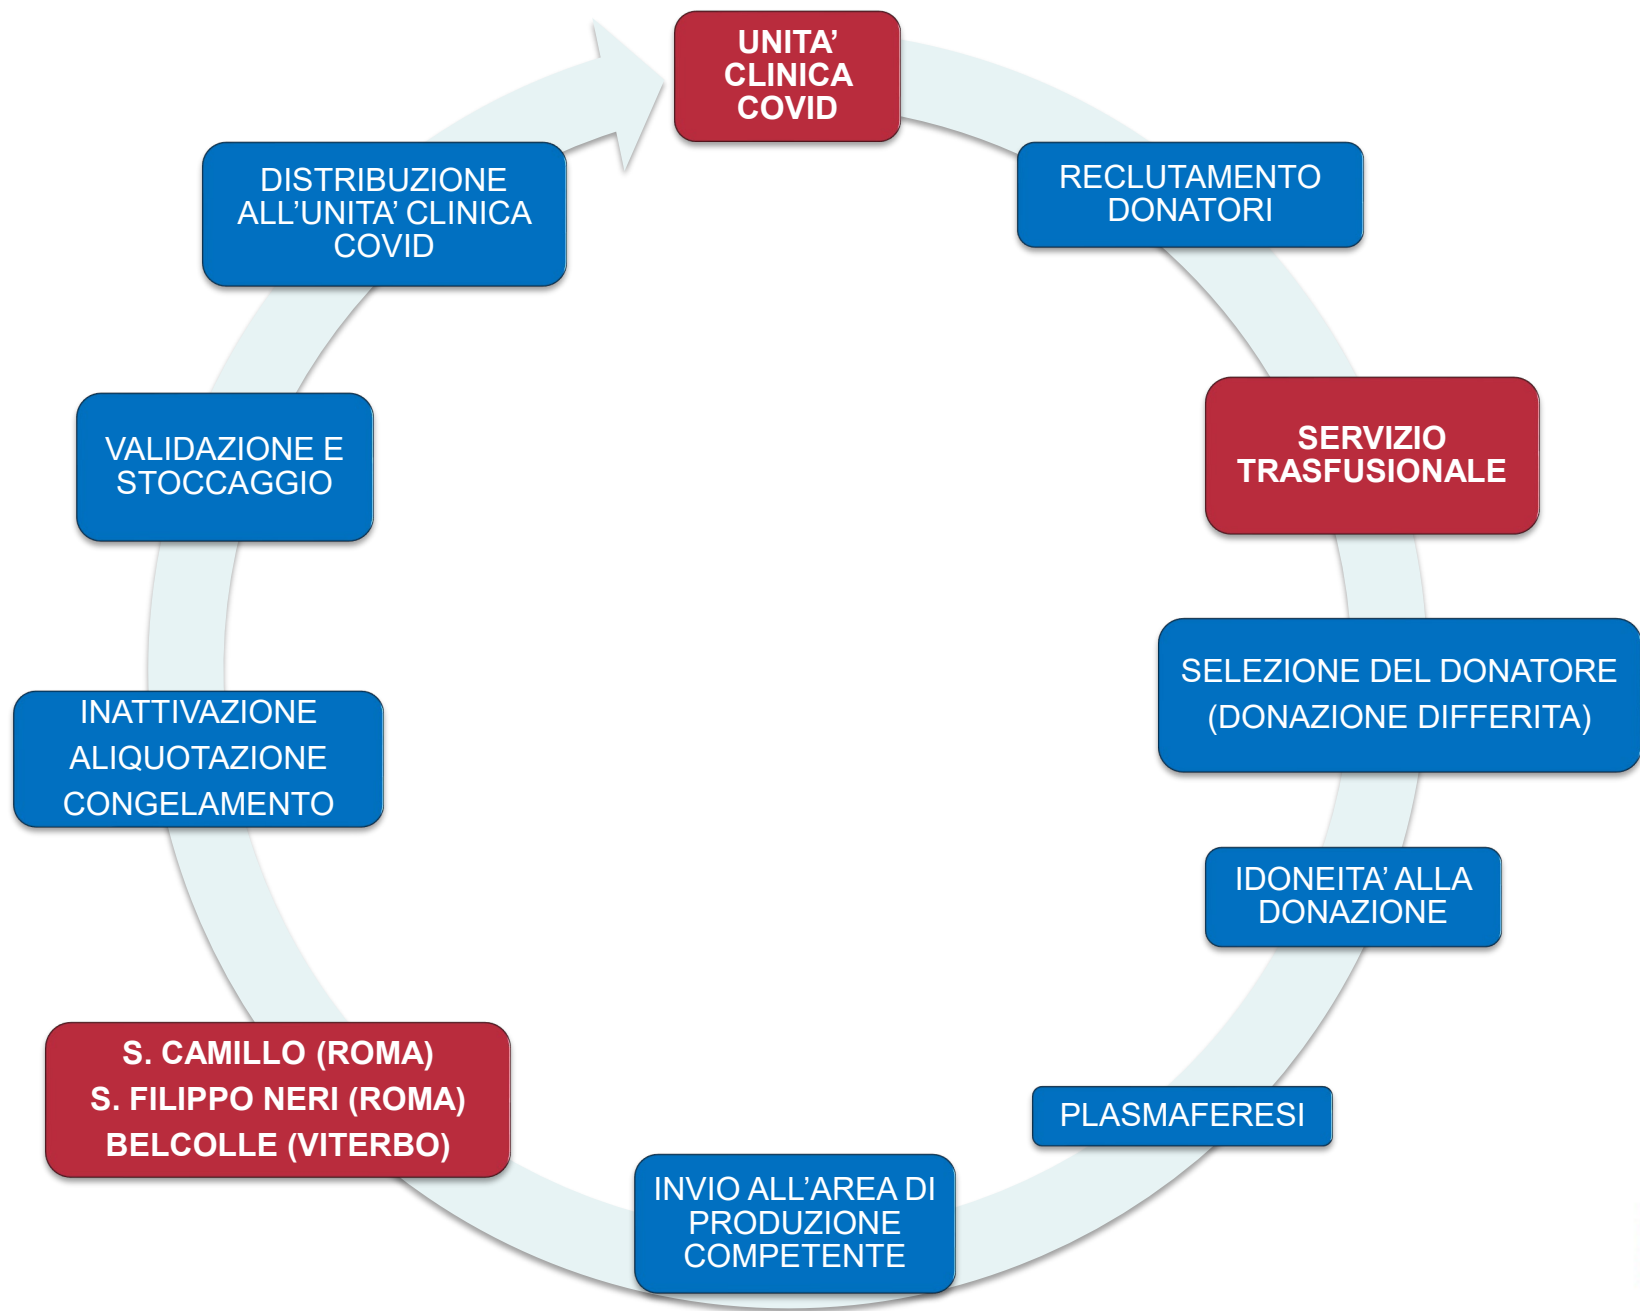 UNITA’
CLINICA
COVID
RECLUTAMENTO
DONATORI
SERVIZIO
TRASFUSIONALE
SELEZIONE DEL DONATORE
(DONAZIONE DIFFERITA)
IDONEITA’ ALLA
DONAZIONE
PLASMAFERESI
INVIO ALL’AREA DI
PRODUZIONE
COMPETENTE
S. CAMILLO (ROMA)
S. FILIPPO NERI (ROMA)
BELCOLLE (VITERBO)
INATTIVAZIONE
ALIQUOTAZIONE
CONGELAMENTO
VALIDAZIONE E
STOCCAGGIO
DISTRIBUZIONE
ALL’UNITA’ CLINICA
COVID